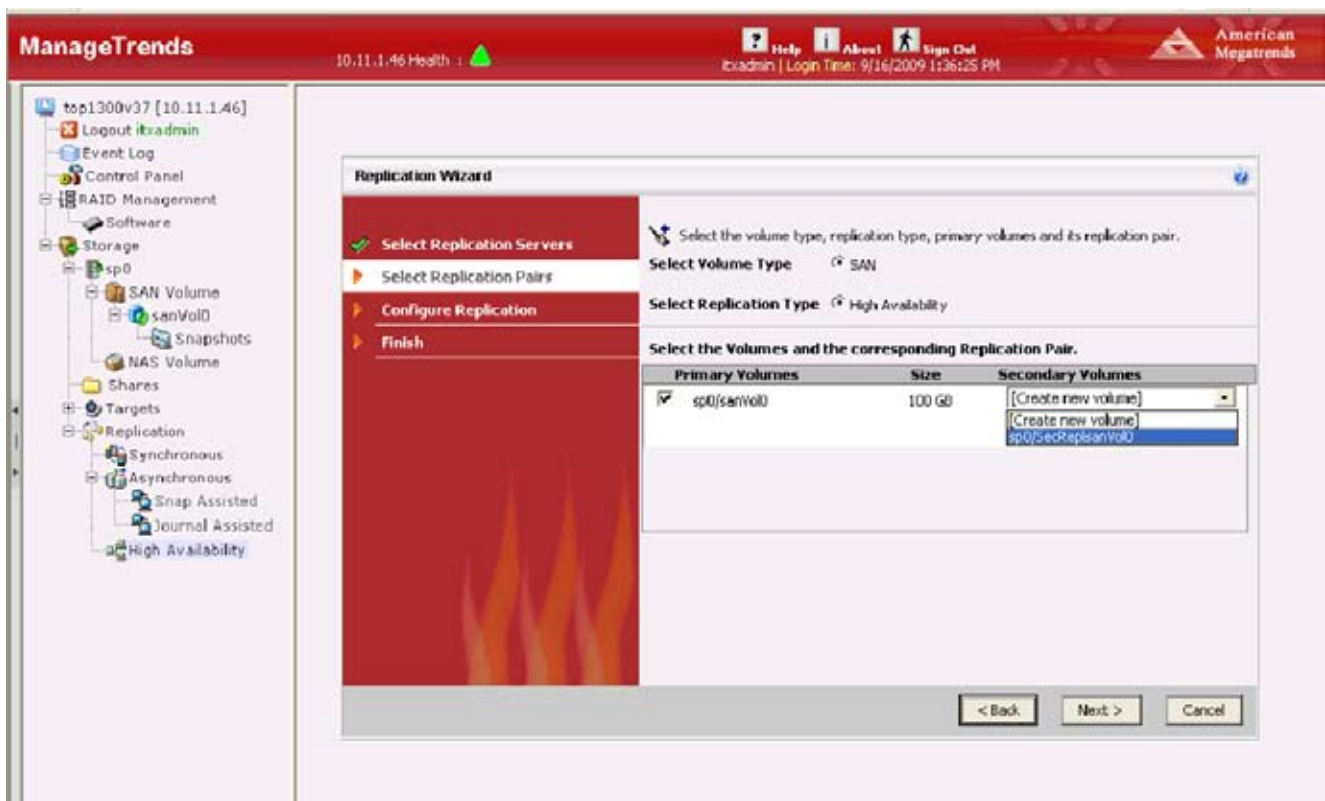 ManageTrends
10.11.1.46 Health :
Help
About
Sign Out
itxadmin | Login Time: 9/16/2009 1:36:25 PM
American
Megatrends
top1300v37 [10.11.1.46]
Logout itxadmin
Event Log
Control Panel
RAID Management
Software
Storage
sp0
SAN Volume
sanVol0
Snapshots
NAS Volume
Shares
Targets
Replication
Synchronous
Asynchronous
Snap Assisted
Journal Assisted
High Availability
Replication Wizard
Select Replication Servers
Select Replication Pairs
Configure Replication
Finish
Select the volume type, replication type, primary volumes and its replication pair.
Select Volume Type SAN
Select Replication Type High Availability
Select the Volumes and the corresponding Replication Pair.
Primary Volumes Size Secondary Volumes
sp0/sanVol0 100 GB [Create new volume]
[Create new volume]
sp0/SecReplsanVol0
< Back
Next >
Cancel